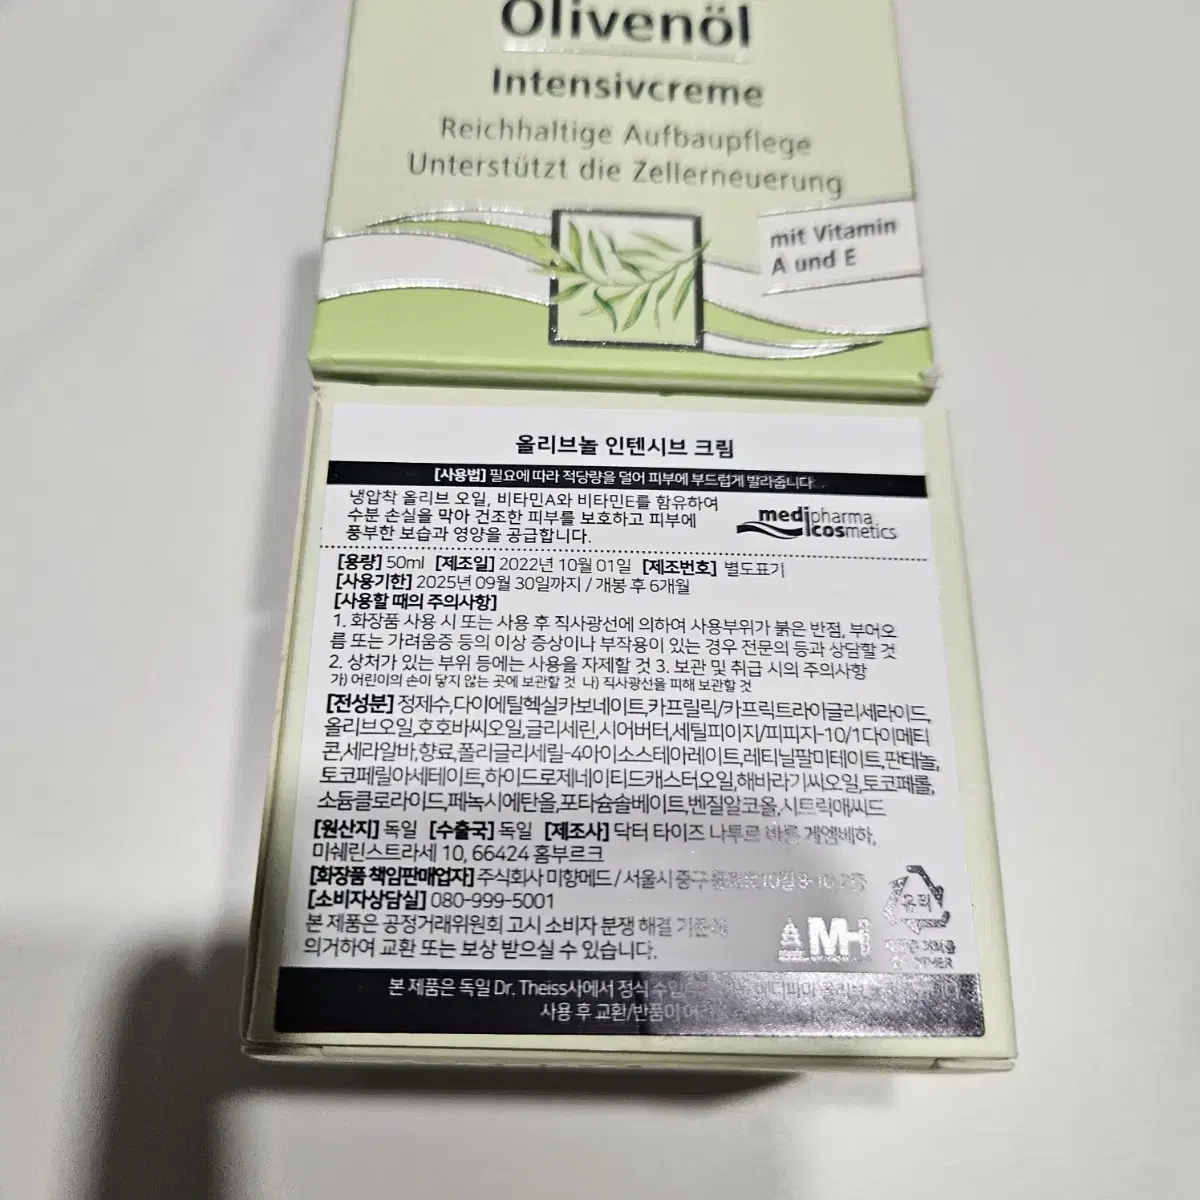 Olivenöl
Intensivcreme
Reichhaltige Aufbaupflege
Unterstützt die Zellerneuerung
mit Vitamin
A und E
올리브놀 인텐시브 크림
[사용법] 필요에 따라 적당량을 덜어 피부에 부드럽게 발라줍니다.
냉압착 올리브 오일, 비타민A와 비타민E를 함유하여
수분 손실을 막아 건조한 피부를 보호하고 피부에
풍부한 보습과 영양을 공급합니다.
medipharma
cosmetics
[용량] 50ml [제조일] 2022년 10월 01일 [제조번호] 별도표기
[사용기한] 2025년 09월 30일까지 / 개봉 후 6개월
[사용할 때의 주의사항]
1. 화장품 사용 시 또는 사용 후 직사광선에 의하여 사용부위가 붉은 반점, 부어오
름 또는 가려움증 등의 이상 증상이나 부작용이 있는 경우 전문의 등과 상담할 것
2. 상처가 있는 부위 등에는 사용을 자제할 것 3. 보관 및 취급 시의 주의사항
가) 어린이의 손이 닿지 않는 곳에 보관할 것 나) 직사광선을 피해 보관할 것
[전성분] 정제수,다이에틸헥실카보네이트,카프릴릭/카프릭트라이글리세라이드,
올리브오일,호호바씨오일,글리세린,시어버터,세틸피이지/피피지-10/1다이메티
콘,세라알바,향료,폴리글리세릴-4아이소스테아레이트,레티닐팔미테이트,판테놀,
토코페릴아세테이트,하이드로제네이티드캐스터오일,해바라기씨오일,토코페롤,
소듐클로라이드,페녹시에탄올,포타슘솔베이트,벤질알코올,시트릭애씨드
[원산지] 독일 [수출국] 독일 [제조사] 닥터 타이즈 나투르 바른 게엠베하,
미쉐린스트라세 10, 66424 홈부르크
[화장품 책임판매업자] 주식회사 미향메드 / 서울시 중구
[소비자상담실] 080-999-5001
본 제품은 공정거래위원회 고시 소비자 분쟁 해결 기준에
의거하여 교환 또는 보상 받으실 수 있습니다.
MH
유리
본 제품은 독일 Dr. Theiss사에서 정식 수입
사용 후 교환/반품이